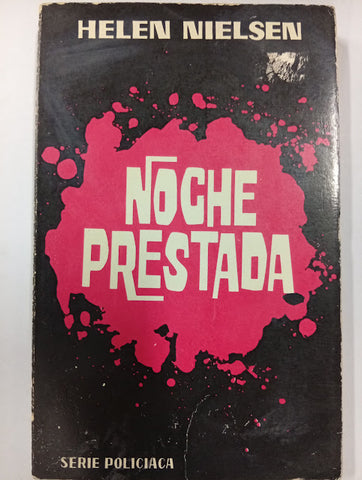 HELEN NIELSEN
NOCHE
PRESTADA
SERIE POLICIACA